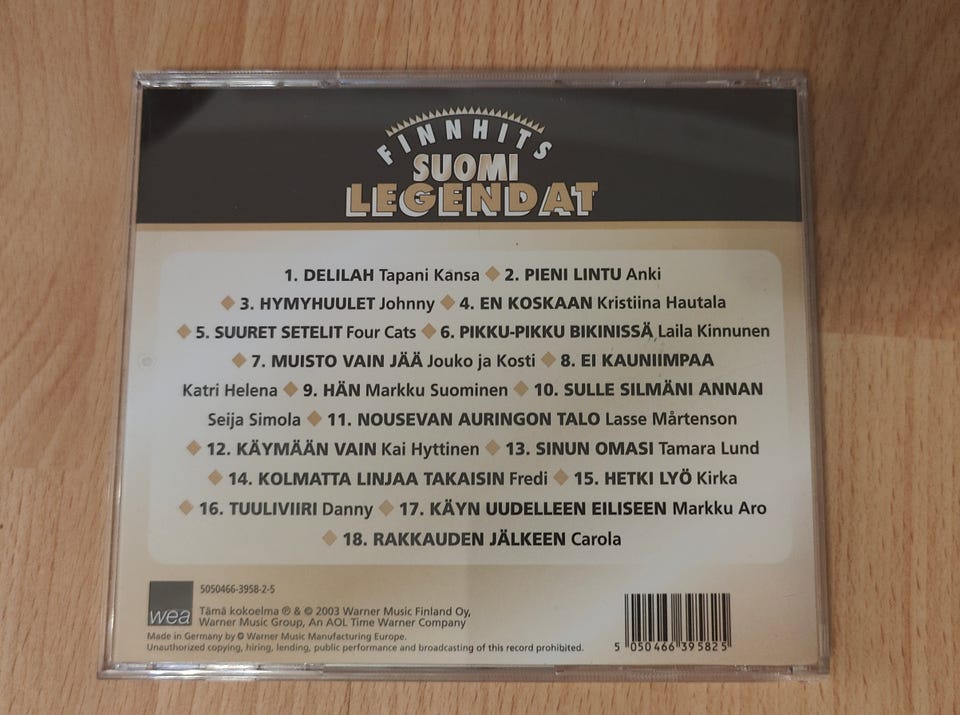 FINNHITS
SUOMI
LEGENDAT
1. DELILAH Tapani Kansa ◆ 2. PIENI LINTU Anki
◆ 3. HYMYHUULET Johnny ◆ 4. EN KOSKAAN Kristiina Hautala
◆ 5. SUURET SETELIT Four Cats ◆ 6. PIKKU-PIKKU BIKINISSÄ Laila Kinnunen
◆ 7. MUISTO VAIN JÄÄ Jouko ja Kosti ◆ 8. EI KAUNIIMPAA
Katri Helena ◆ 9. HÄN Markku Suominen ◆ 10. SULLE SILMÄNI ANNAN
Seija Simola ◆ 11. NOUSEVAN AURINGON TALO Lasse Mårtenson
◆ 12. KÄYMÄÄN VAIN Kai Hyttinen ◆ 13. SINUN OMASI Tamara Lund
◆ 14. KOLMATTA LINJAA TAKAISIN Fredi ◆ 15. HETKI LYÖ Kirka
◆ 16. TUULIVIIRI Danny ◆ 17. KÄYN UUDELLEEN EILISEEN Markku Aro
◆ 18. RAKKAUDEN JÄLKEEN Carola
wea
5050466-3958-2-5
Tämä kokoelma ℗ & © 2003 Warner Music Finland Oy,
Warner Music Group, An AOL Time Warner Company
Made in Germany by ℗ Warner Music Manufacturing Europe.
Unauthorized copying, hiring, lending, public performance and broadcasting of this record prohibited.
5 050466 395825